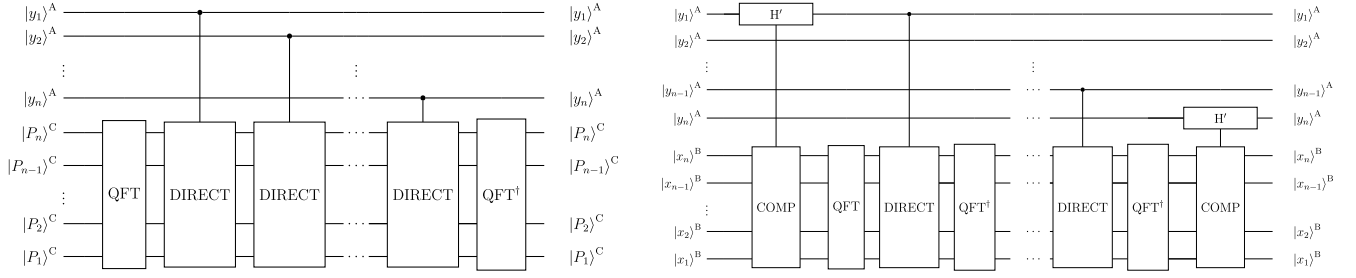 |y₁⟩ᴬ |y₁⟩ᴬ
|y₂⟩ᴬ |y₂⟩ᴬ
⋮ ⋮
|yₙ⟩ᴬ ⋯ |yₙ⟩ᴬ
|Pₙ⟩ᶜ ⋯ |Pₙ⟩ᶜ
|Pₙ₋₁⟩ᶜ ⋯ |Pₙ₋₁⟩ᶜ
⋮ QFT DIRECT DIRECT DIRECT QFT†
|P₂⟩ᶜ ⋯ |P₂⟩ᶜ
|P₁⟩ᶜ ⋯ |P₁⟩ᶜ
|y₁⟩ᴬ H′ |y₁⟩ᴬ
|y₂⟩ᴬ |y₂⟩ᴬ
⋮ ⋮
|yₙ₋₁⟩ᴬ ⋯ |yₙ₋₁⟩ᴬ
|yₙ⟩ᴬ ⋯ H′ |yₙ⟩ᴬ
|xₙ⟩ᴮ ⋯ |xₙ⟩ᴮ
|xₙ₋₁⟩ᴮ ⋯ |xₙ₋₁⟩ᴮ
⋮ COMP QFT DIRECT QFT† DIRECT QFT† COMP
|x₂⟩ᴮ ⋯ |x₂⟩ᴮ
|x₁⟩ᴮ ⋯ |x₁⟩ᴮ